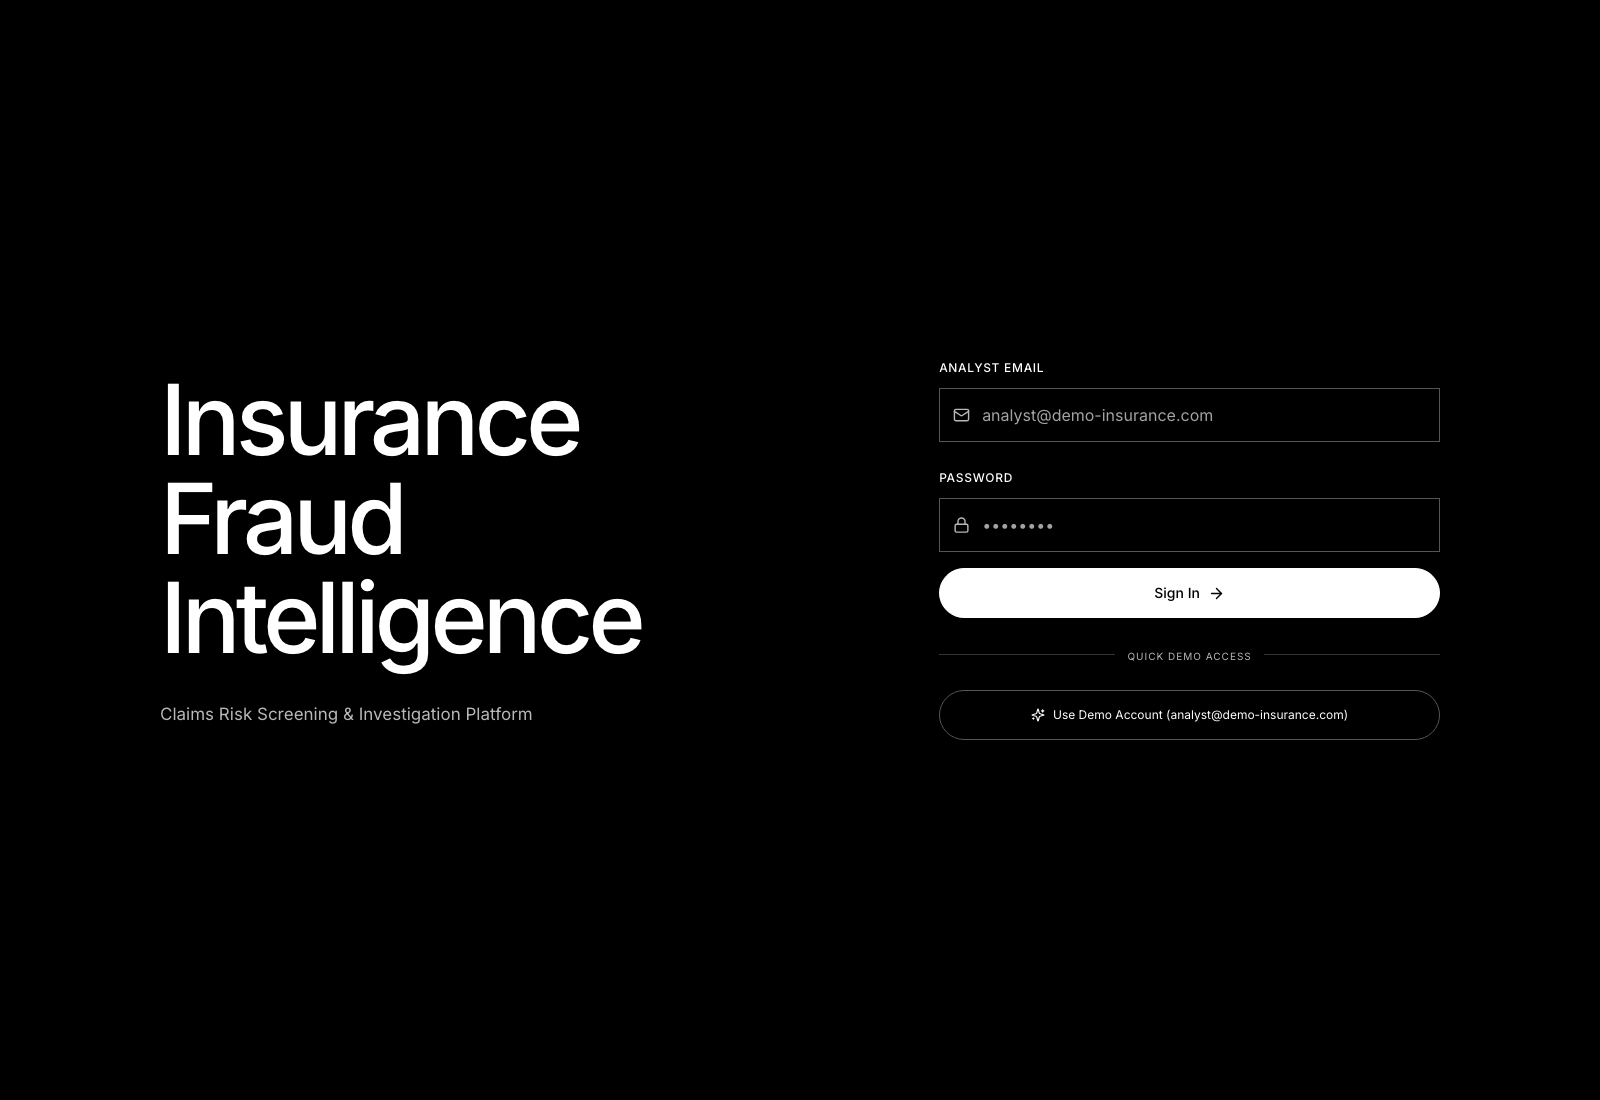 Insurance
Fraud
Intelligence
Claims Risk Screening & Investigation Platform
ANALYST EMAIL
analyst@demo-insurance.com
PASSWORD
••••••••
Sign In
QUICK DEMO ACCESS
Use Demo Account (analyst@demo-insurance.com)